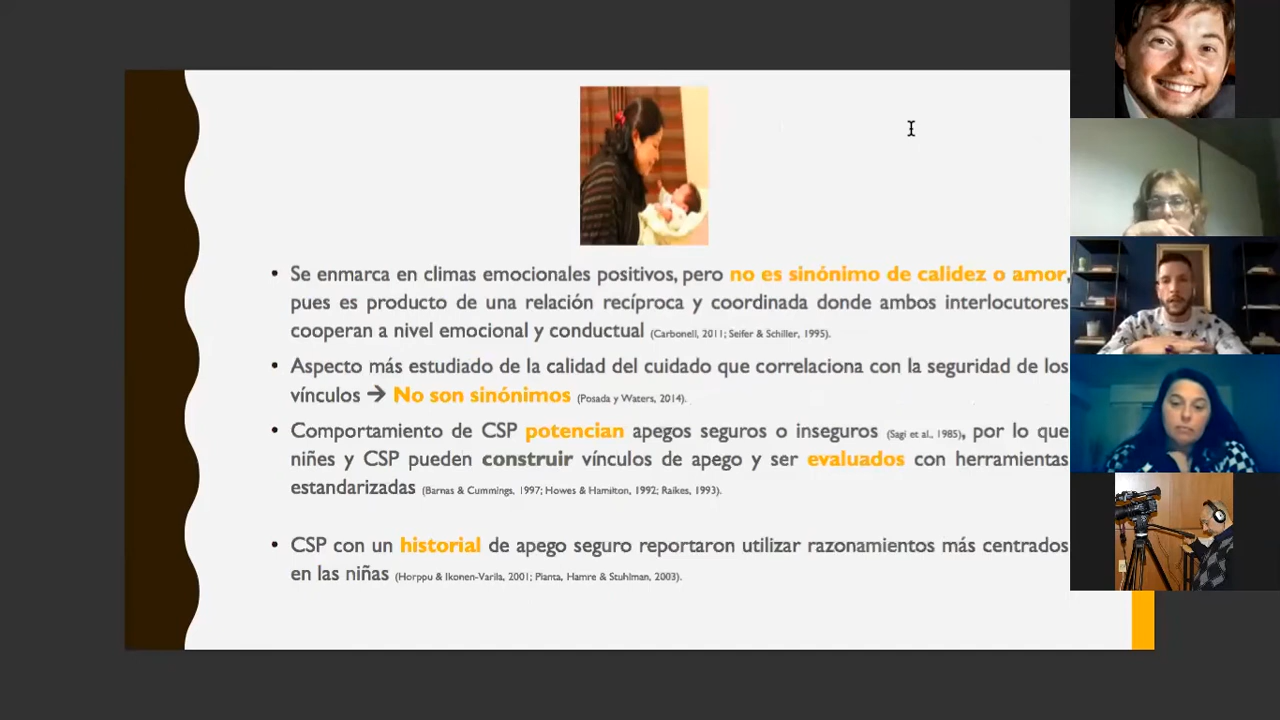 • Se enmarca en climas emocionales positivos, pero no es sinónimo de calidez o amor,
pues es producto de una relación recíproca y coordinada donde ambos interlocutores
cooperan a nivel emocional y conductual (Carbonell, 2011; Seifer & Schiller, 1995).
• Aspecto más estudiado de la calidad del cuidado que correlaciona con la seguridad de los
vínculos → No son sinónimos (Posada y Waters, 2014).
• Comportamiento de CSP potencian apegos seguros o inseguros (Sagi et al., 1985), por lo que
niñes y CSP pueden construir vínculos de apego y ser evaluados con herramientas
estandarizadas (Barnas & Cummings, 1997; Howes & Hamilton, 1992; Raikes, 1993).
• CSP con un historial de apego seguro reportaron utilizar razonamientos más centrados
en las niñas (Horppu & Ikonen-Varila, 2001; Pianta, Hamre & Stuhlman, 2003).